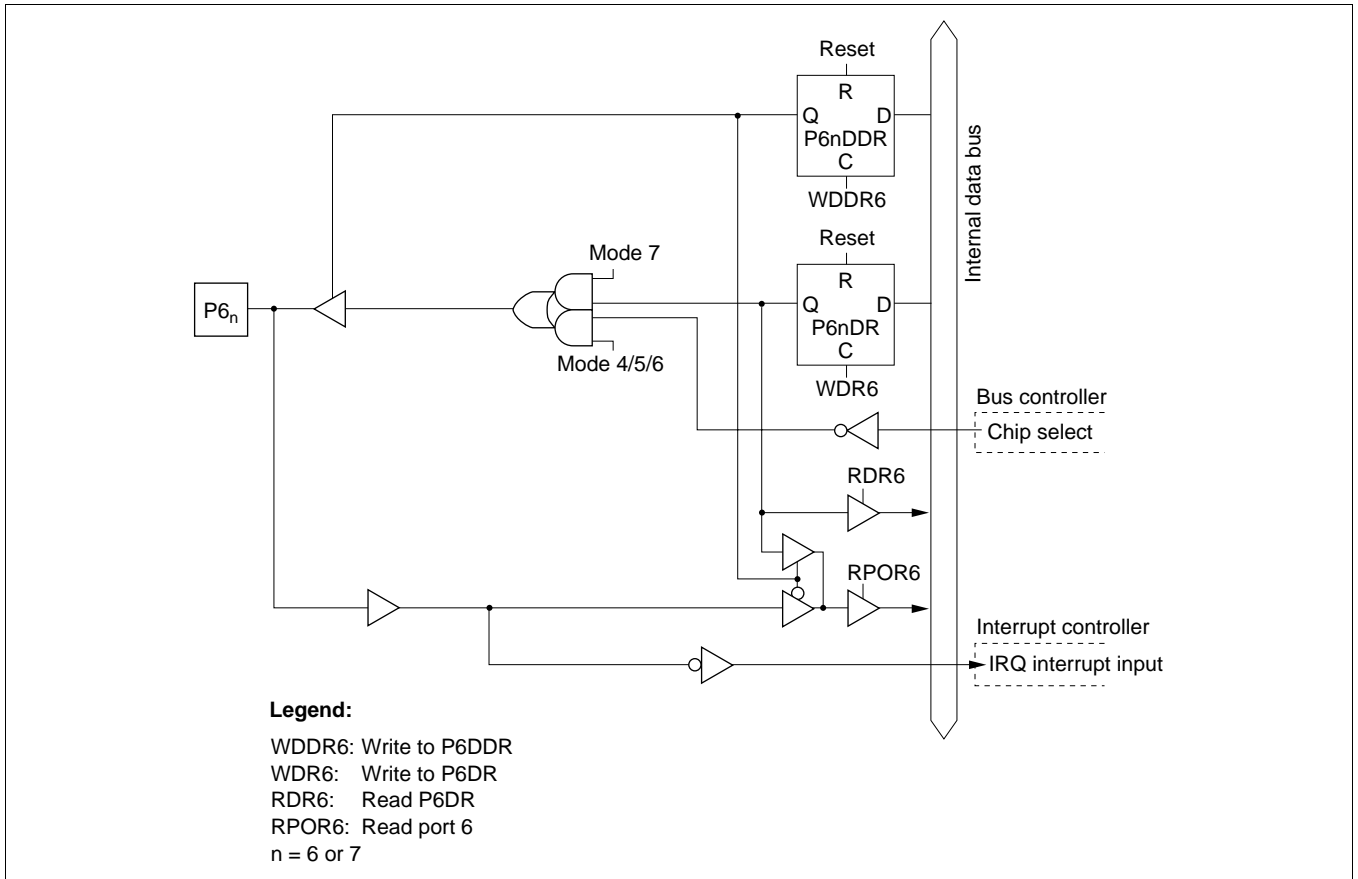 Reset
R
Q D
P6nDDR
C
WDDR6
Internal data bus
Reset
Mode 7
R
Q D
P6n
P6nDR
C
Mode 4/5/6
WDR6
Bus controller
Chip select
RDR6
RPOR6
Interrupt controller
IRQ interrupt input
Legend:
WDDR6: Write to P6DDR
WDR6: Write to P6DR
RDR6: Read P6DR
RPOR6: Read port 6
n = 6 or 7